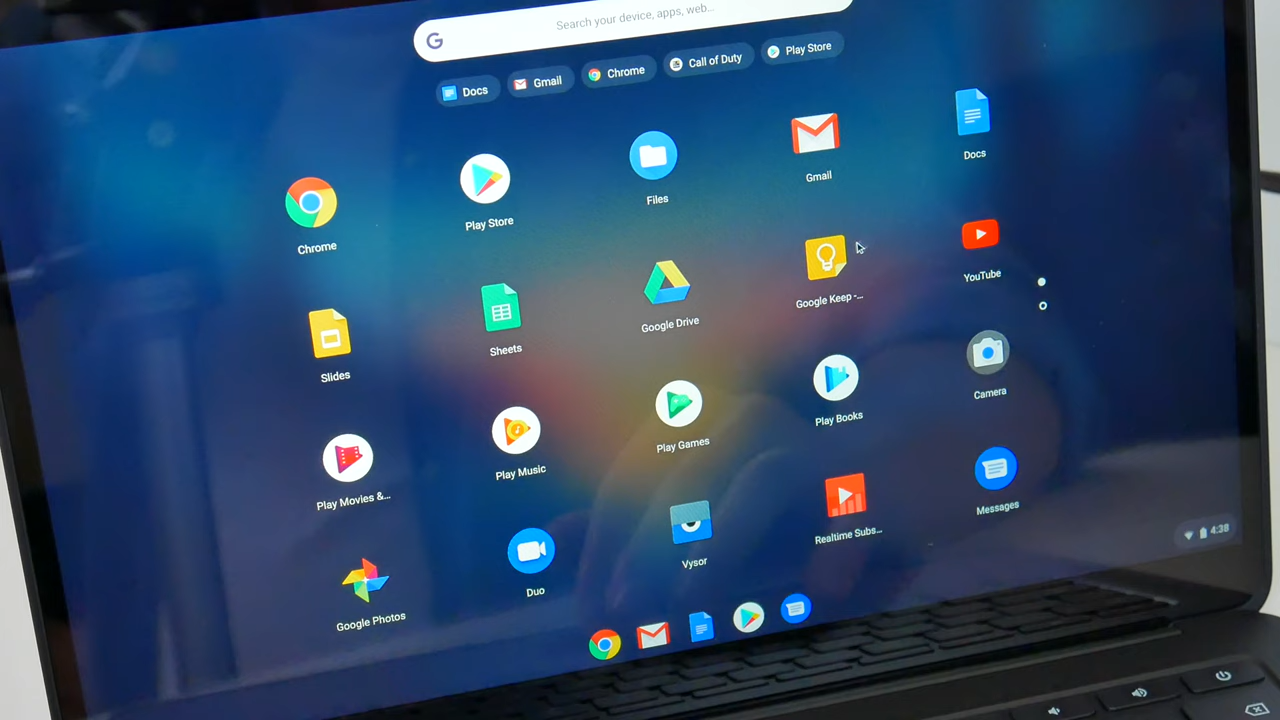 G Search your device, apps, web...
Docs Gmail Chrome Call of Duty Play Store
Chrome Play Store Files Gmail Docs
Slides Sheets Google Drive Google Keep -... YouTube
Play Movies &... Play Music Play Games Play Books Camera
Google Photos Duo Vysor Realtime Subs... Messages
4:38